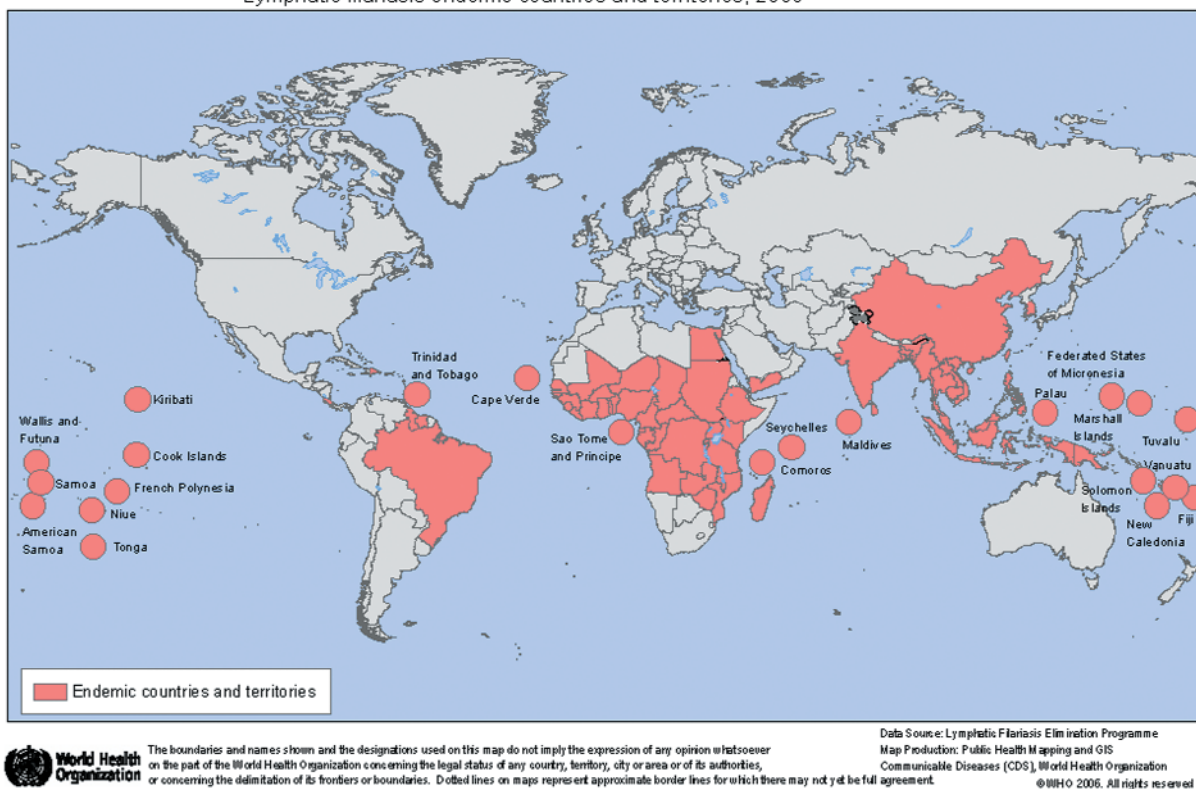 Lymphatic filariasis endemic countries and territories, 2006
Trinidad
and Tobago
Cape Verde
Kiribati
Wallis and
Futuna
Cook Islands
Samoa
French Polynesia
Niue
American
Samoa
Tonga
Sao Tome
and Principe
Seychelles
Comoros
Maldives
Federated States
of Micronesia
Palau
Marshall
Islands
Tuvalu
Vanuatu
Solomon
Islands
Fiji
New
Caledonia
Endemic countries and territories
World Health
Organization
The boundaries and names shown and the designations used on this map do not imply the expression of any opinion whatsoever
on the part of the World Health Organization concerning the legal status of any country, territory, city or area or of its authorities,
or concerning the delimitation of its frontiers or boundaries. Dotted lines on maps represent approximate border lines for which there may not yet be full agreement.
Data Source: Lymphatic Filariasis Elimination Programme
Map Production: Public Health Mapping and GIS
Communicable Diseases (CDS), World Health Organization
©WHO 2006. All rights reserved